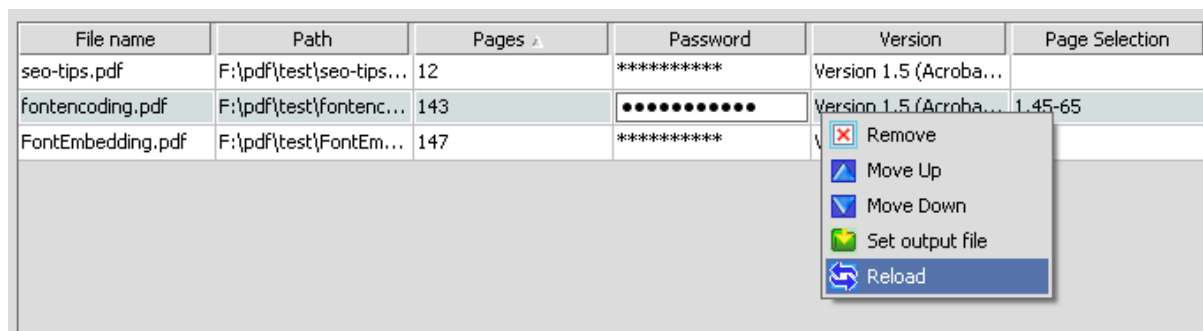 File name Path Pages Password Version Page Selection
seo-tips.pdf F:\pdf\test\seo-tips... 12 ********** Version 1.5 (Acroba...
fontencoding.pdf F:\pdf\test\fontenc... 143 ●●●●●●●●●●● Version 1.5 (Acroba... 1.45-65
FontEmbedding.pdf F:\pdf\test\FontEm... 147 **********
Remove
Move Up
Move Down
Set output file
Reload